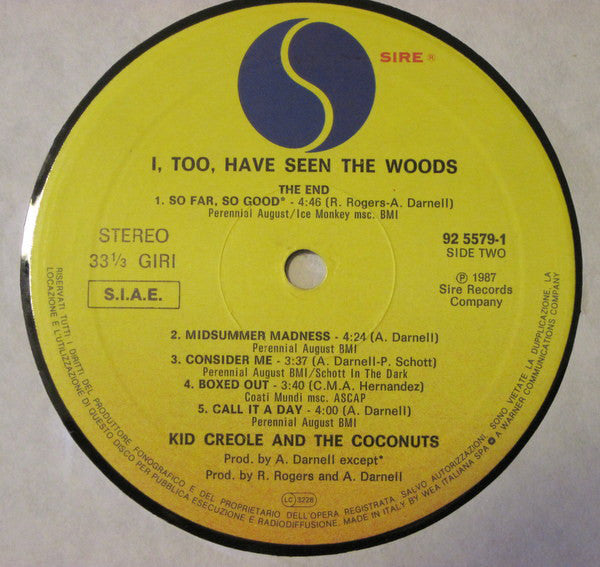 SIRE ®
I, TOO, HAVE SEEN THE WOODS
THE END
1. SO FAR, SO GOOD* - 4:46 (R. Rogers-A. Darnell)
Perennial August/Ice Monkey msc. BMI
STEREO
33 1/3 GIRI
S.I.A.E.
92 5579-1
SIDE TWO
℗ 1987
Sire Records
Company
2. MIDSUMMER MADNESS - 4:24 (A. Darnell)
Perennial August BMI
3. CONSIDER ME - 3:37 (A. Darnell-P. Schott)
Perennial August BMI/Schott In The Dark
4. BOXED OUT - 3:40 (C.M.A. Hernandez)
Coati Mundi msc. ASCAP
5. CALL IT A DAY - 4:00 (A. Darnell)
Perennial August BMI
KID CREOLE AND THE COCONUTS
Prod. by A. Darnell except*
Prod. by R. Rogers and A. Darnell
LC 3228
RISERVATI TUTTI I DIRITTI DEL PRODUTTORE FONOGRAFICO E DEL PROPRIETARIO DELL'OPERA REGISTRATA. SALVO AUTORIZZAZIONI, SONO VIETATE LA DUPLICAZIONE, LA
LOCAZIONE E L'UTILIZZAZIONE DI QUESTO DISCO PER PUBBLICA ESECUZIONE E RADIODIFFUSIONE. MADE IN ITALY BY WEA ITALIANA SPA A WARNER COMMUNICATIONS COMPANY